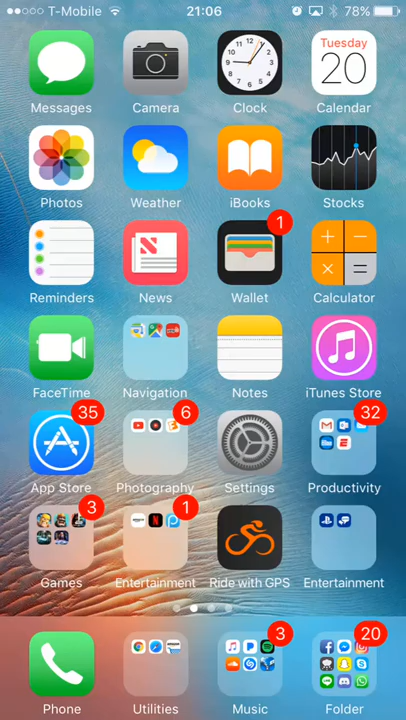 T-Mobile 21:06 78%
Messages Camera Clock Tuesday 20 Calendar
Photos Weather iBooks Stocks
1
Reminders News Wallet Calculator
FaceTime Navigation Notes iTunes Store
35 6 32
App Store Photography Settings Productivity
3 1
Games Entertainment Ride with GPS Entertainment
3 20
Phone Utilities Music Folder